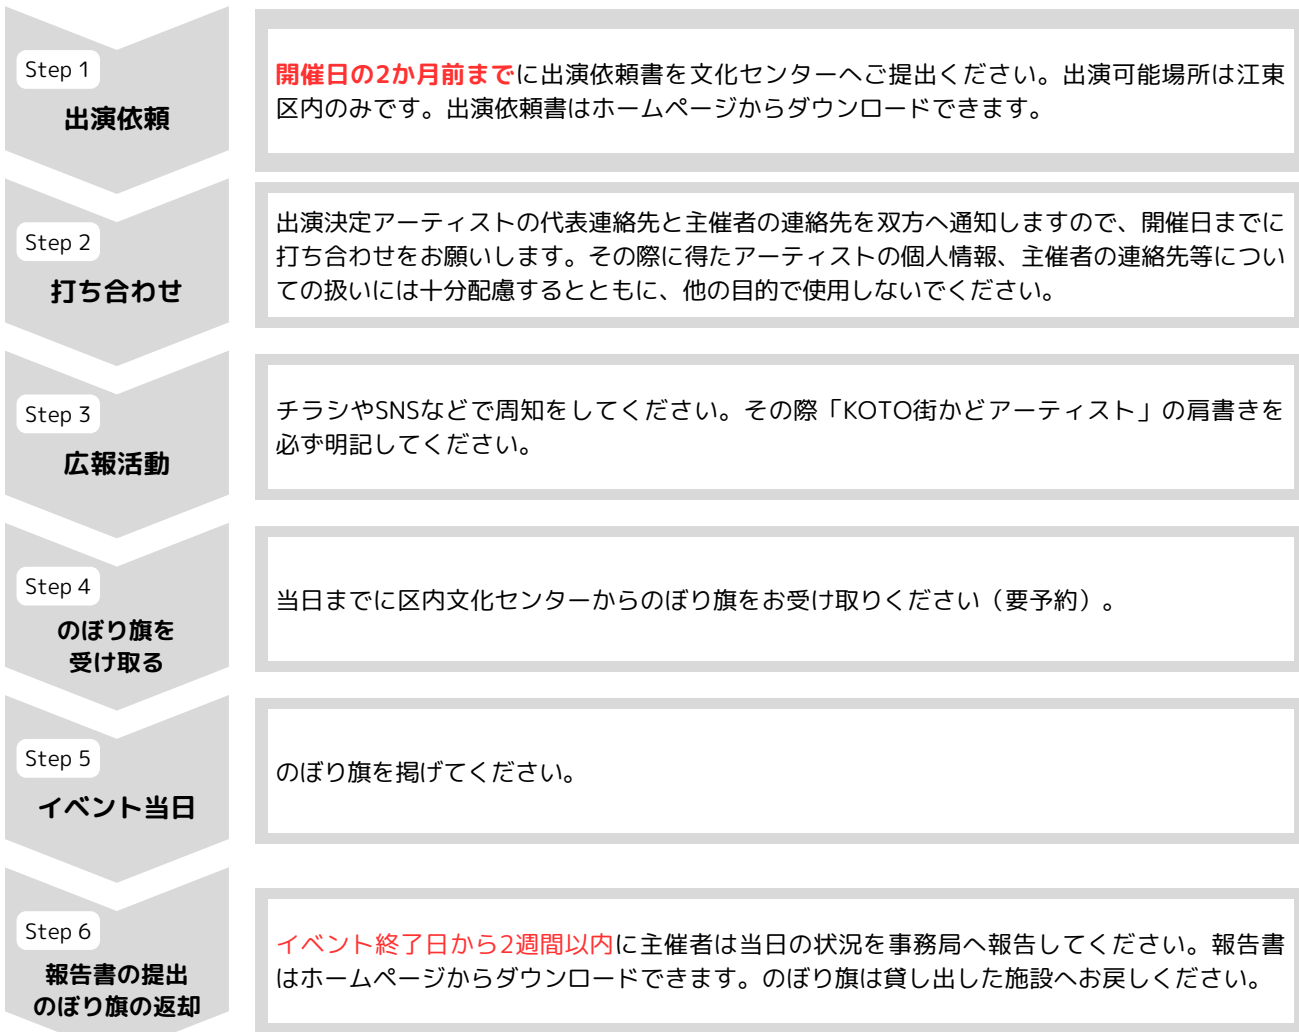 Step 1
出演依頼
開催日の2か月前までに出演依頼書を文化センターへご提出ください。出演可能場所は江東
区内のみです。出演依頼書はホームページからダウンロードできます。
Step 2
打ち合わせ
出演決定アーティストの代表連絡先と主催者の連絡先を双方へ通知しますので、開催日までに
打ち合わせをお願いします。その際に得たアーティストの個人情報、主催者の連絡先等につい
ての扱いには十分配慮するとともに、他の目的で使用しないでください。
Step 3
広報活動
チラシやSNSなどで周知をしてください。その際「KOTO街かどアーティスト」の肩書きを
必ず明記してください。
Step 4
のぼり旗を
受け取る
当日までに区内文化センターからのぼり旗をお受け取りください（要予約）。
Step 5
イベント当日
のぼり旗を掲げてください。
Step 6
報告書の提出
のぼり旗の返却
イベント終了日から2週間以内に主催者は当日の状況を事務局へ報告してください。報告書
はホームページからダウンロードできます。のぼり旗は貸し出した施設へお戻しください。